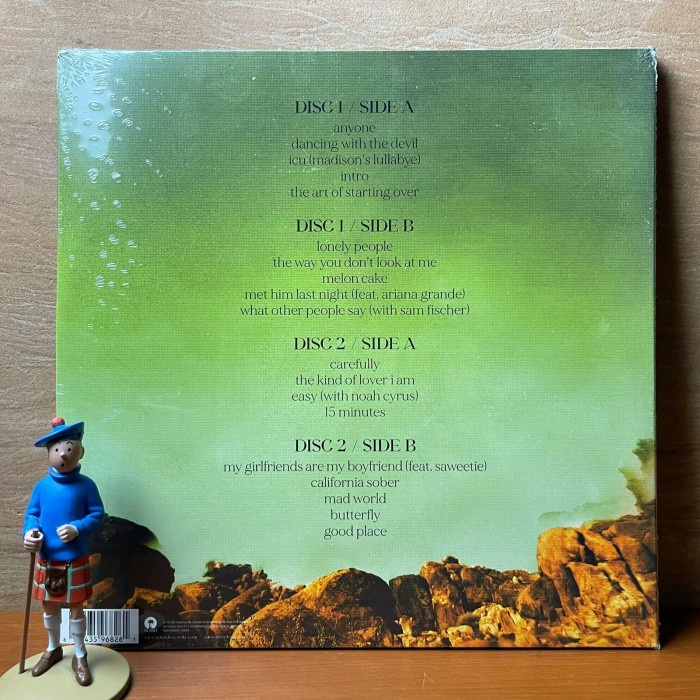 DISC 1 / SIDE A
anyone
dancing with the devil
icu (madison's lullabye)
intro
the art of starting over
DISC 1 / SIDE B
lonely people
the way you don't look at me
melon cake
met him last night (feat. ariana grande)
what other people say (with sam fischer)
DISC 2 / SIDE A
carefully
the kind of lover i am
easy (with noah cyrus)
15 minutes
DISC 2 / SIDE B
my girlfriends are my boyfriend (feat. saweetie)
california sober
mad world
butterfly
good place
6
435 96826
ISLAND